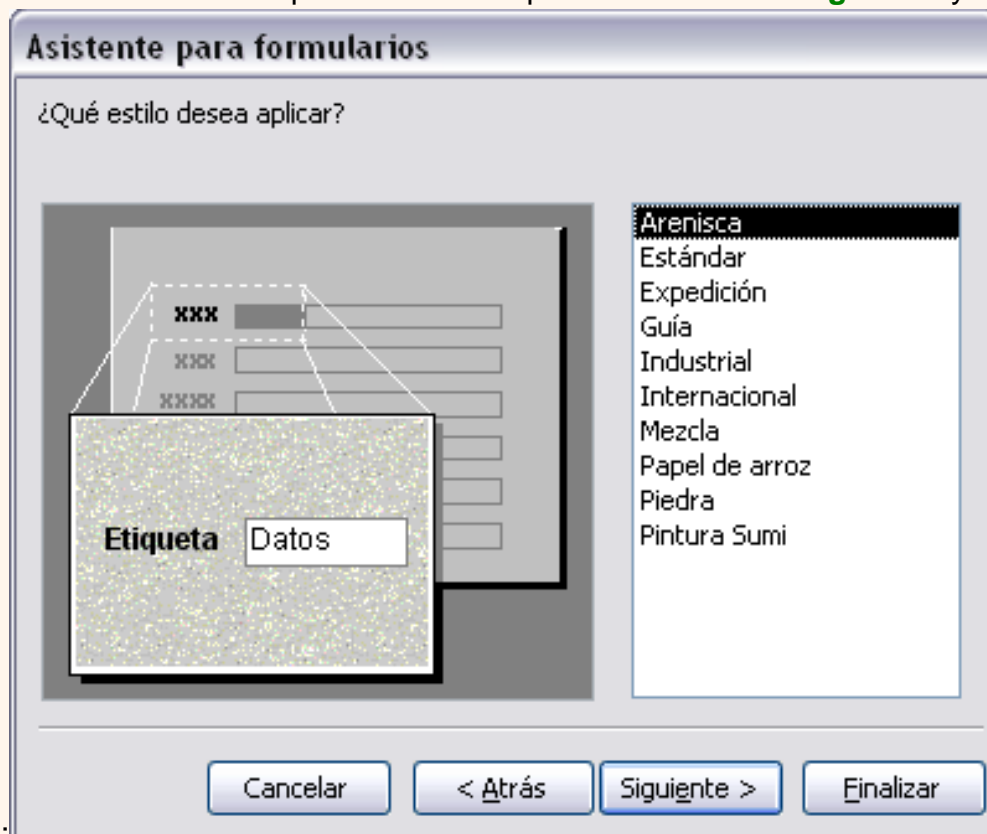 Asistente para formularios
¿Qué estilo desea aplicar?
xxx
xxx
xxxx
Etiqueta Datos
Arenisca
Estándar
Expedición
Guía
Industrial
Internacional
Mezcla
Papel de arroz
Piedra
Pintura Sumi
Cancelar
< Atrás
Siguiente >
Finalizar
.